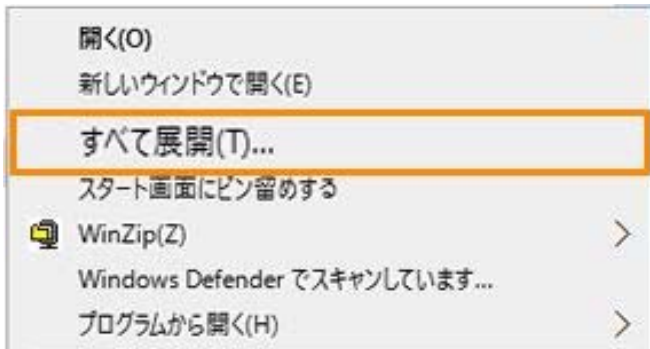 開く(O)
新しいウィンドウで開く(E)
すべて展開(T)...
スタート画面にピン留めする
WinZip(Z)
Windows Defender でスキャンしています...
プログラムから開く(H)